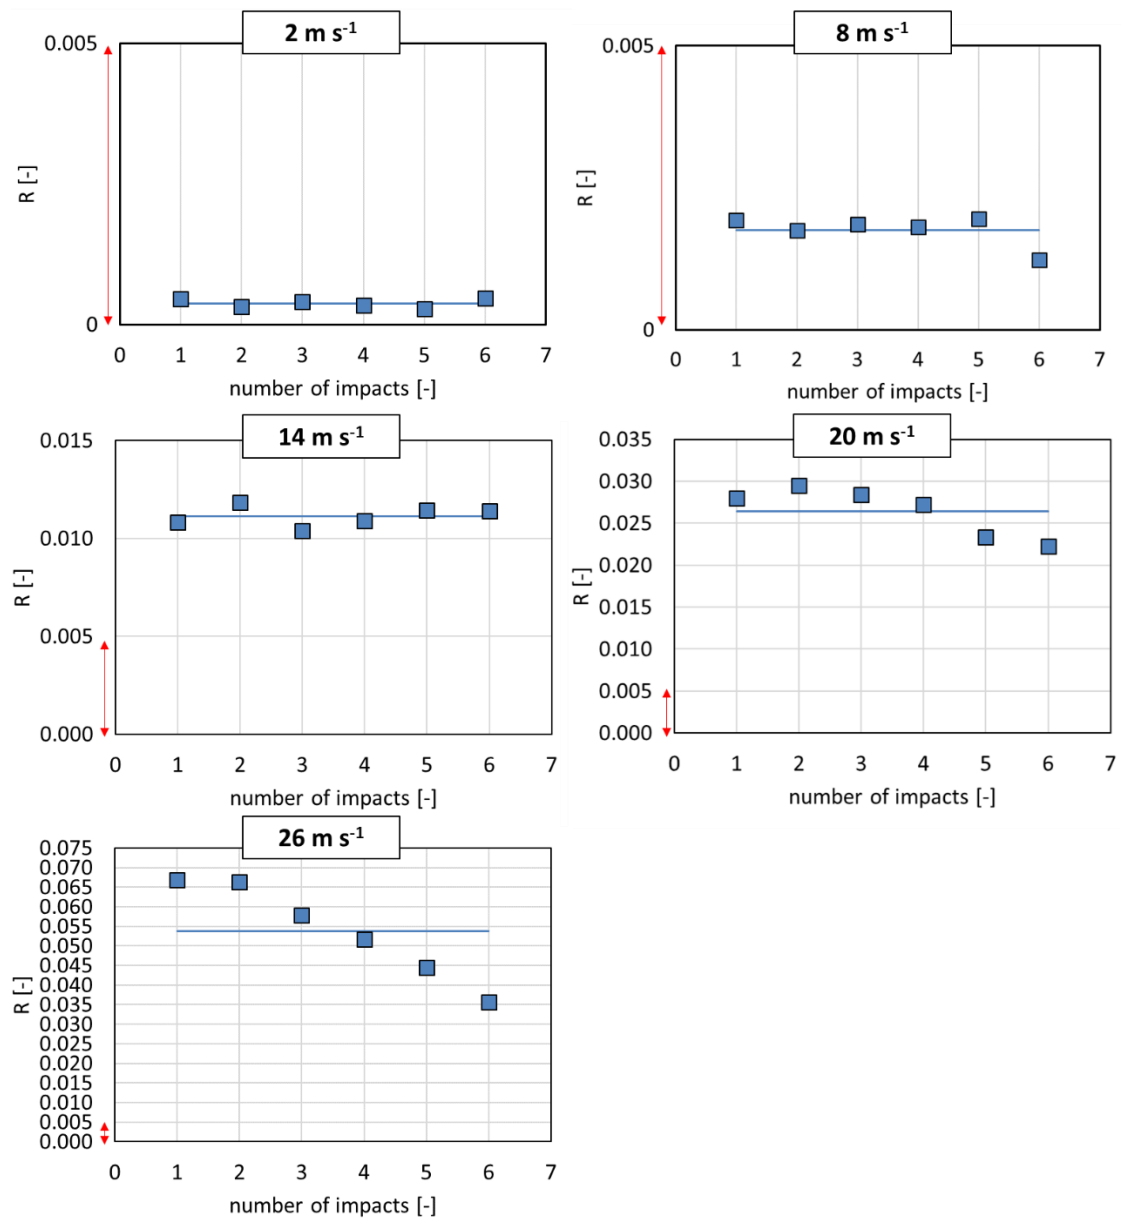 2 m s⁻¹
0.005
R [-]
0
0 1 2 3 4 5 6 7
number of impacts [-]
8 m s⁻¹
0.005
R [-]
0
0 1 2 3 4 5 6 7
number of impacts [-]
14 m s⁻¹
0.015
0.010
R [-]
0.005
0.000
0 1 2 3 4 5 6 7
number of impacts [-]
20 m s⁻¹
0.035
0.030
0.025
0.020
R [-]
0.015
0.010
0.005
0.000
0 1 2 3 4 5 6 7
number of impacts [-]
26 m s⁻¹
0.075
0.070
0.065
0.060
0.055
0.050
0.045
0.040
R [-]
0.035
0.030
0.025
0.020
0.015
0.010
0.005
0.000
0 1 2 3 4 5 6 7
number of impacts [-]